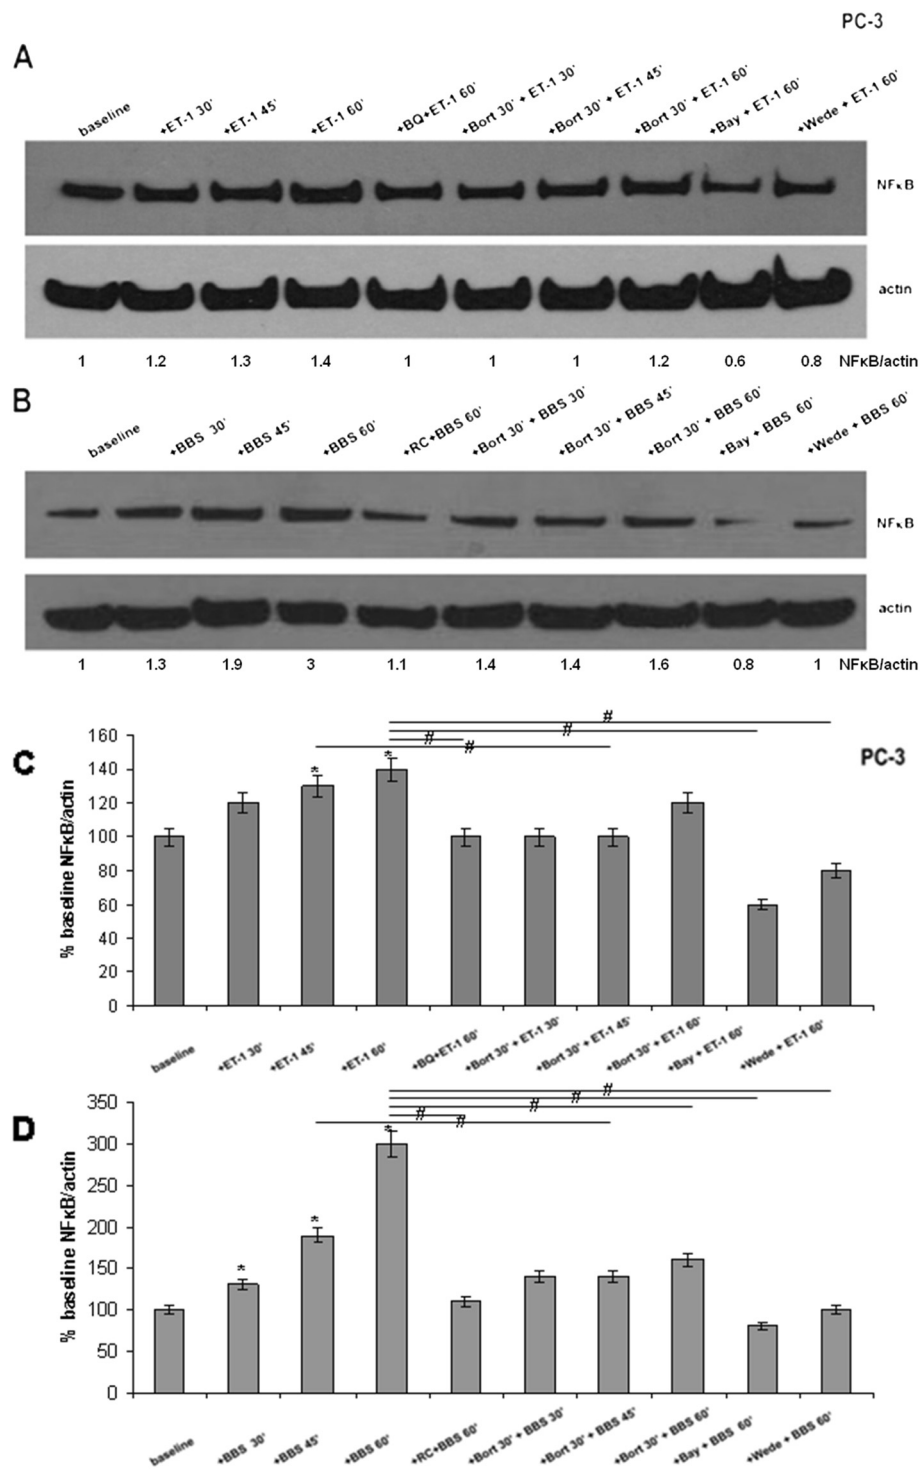 PC-3
A
baseline +ET-1 30' +ET-1 45' +ET-1 60' +BQ+ET-1 60' +Bort 30' + ET-1 30' +Bort 30' + ET-1 45' +Bort 30' + ET-1 60' +Bay + ET-1 60' +Wede + ET-1 60'
NFκB
actin
1 1.2 1.3 1.4 1 1 1 1.2 0.6 0.8 NFκB/actin
B
baseline +BBS 30' +BBS 45' +BBS 60' +RC+BBS 60' +Bort 30' + BBS 30' +Bort 30' + BBS 45' +Bort 30' + BBS 60' +Bay + BBS 60' +Wede + BBS 60'
NFκB
actin
1 1.3 1.9 3 1.1 1.4 1.4 1.6 0.8 1 NFκB/actin
C
PC-3
% baseline NFκB/actin
160
140
120
100
80
60
40
20
0
* *
# # # #
baseline +ET-1 30' +ET-1 45' +ET-1 60' +BQ+ET-1 60' +Bort 30' + ET-1 30' +Bort 30' + ET-1 45' +Bort 30' + ET-1 60' +Bay + ET-1 60' +Wede + ET-1 60'
D
% baseline NFκB/actin
350
300
250
200
150
100
50
0
* * *
# # # # #
baseline +BBS 30' +BBS 45' +BBS 60' +RC+BBS 60' +Bort 30' + BBS 30' +Bort 30' + BBS 45' +Bort 30' + BBS 60' +Bay + BBS 60' +Wede + BBS 60'